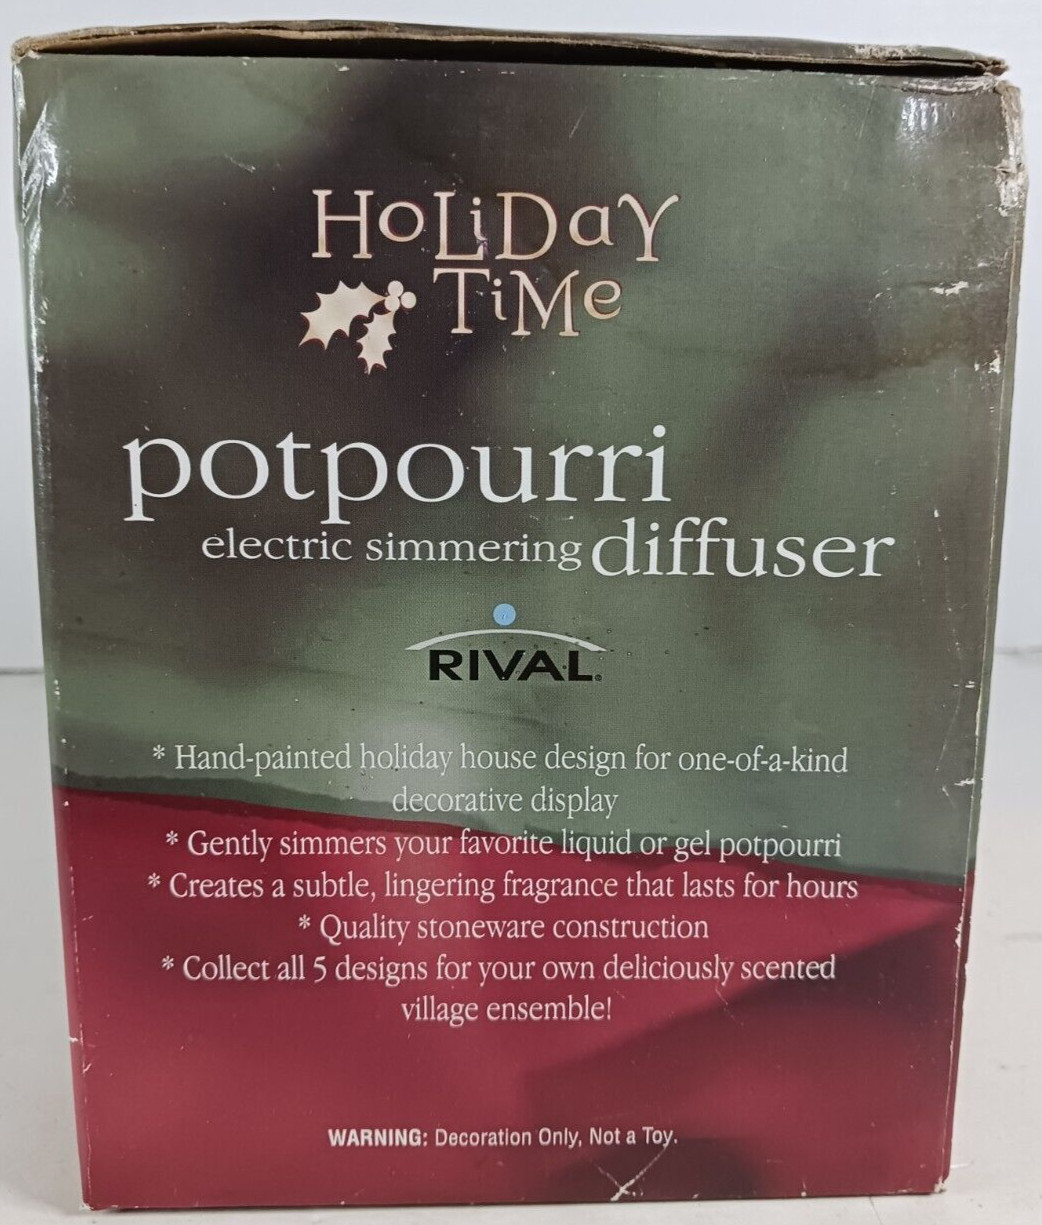 HoLiDaY
TiMe
potpourri
electric simmering diffuser
RIVAL®
* Hand-painted holiday house design for one-of-a-kind
decorative display
* Gently simmers your favorite liquid or gel potpourri
* Creates a subtle, lingering fragrance that lasts for hours
* Quality stoneware construction
* Collect all 5 designs for your own deliciously scented
village ensemble!
WARNING: Decoration Only, Not a Toy.